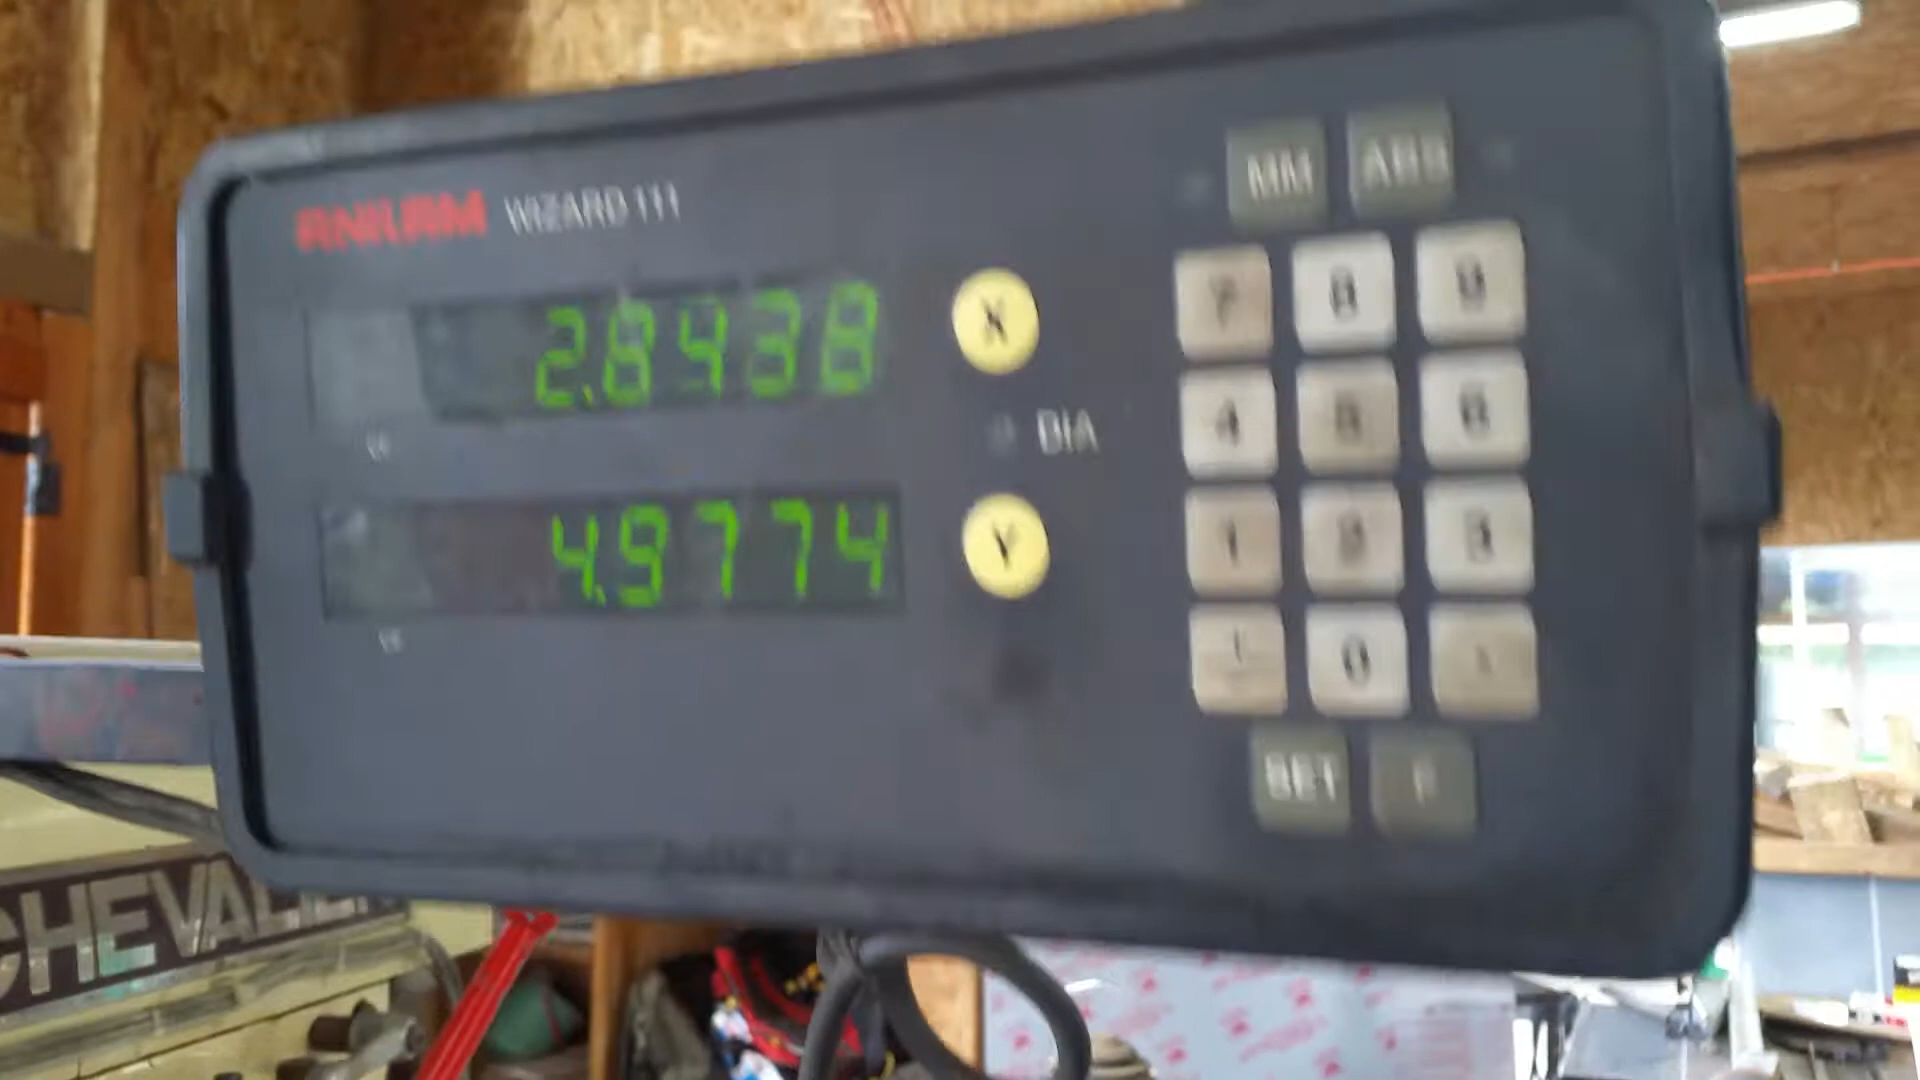 ANILAM WIZARD 111
MM ABS
2.8438 X
7 8 9
DIA
4 5 6
4.9774 Y
1 2 3
0
SET
CHEVALIER